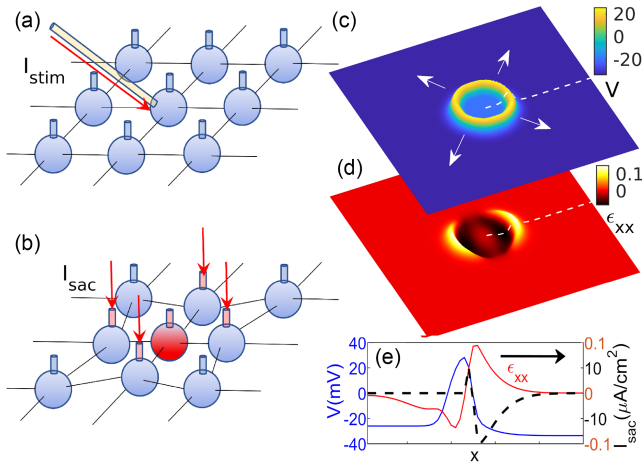 (a)
I_stim
(b)
I_sac
(c)
20
0
-20
V
(d)
0.1
0
ϵ_xx
(e)
40
20
0
-20
-40
V(mV)
ϵ_xx
x
0.1
10
0
0
-10
-0.1
I_sac (μA/cm²)